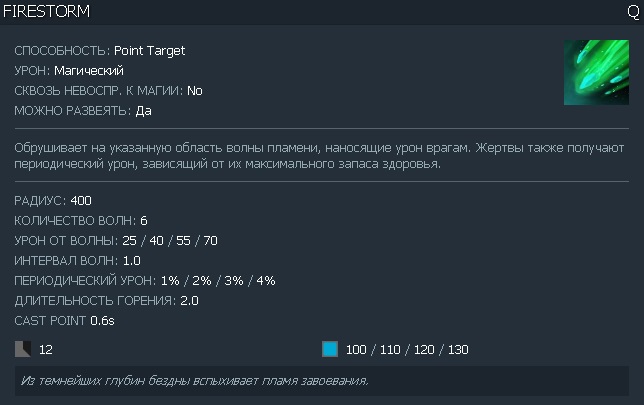 FIRESTORM Q
СПОСОБНОСТЬ: Point Target
УРОН: Магический
СКВОЗЬ НЕВОСПР. К МАГИИ: No
МОЖНО РАЗВЕЯТЬ: Да
Обрушивает на указанную область волны пламени, наносящие урон врагам. Жертвы также получают
периодический урон, зависящий от их максимального запаса здоровья.
РАДИУС: 400
КОЛИЧЕСТВО ВОЛН: 6
УРОН ОТ ВОЛНЫ: 25 / 40 / 55 / 70
ИНТЕРВАЛ ВОЛН: 1.0
ПЕРИОДИЧЕСКИЙ УРОН: 1% / 2% / 3% / 4%
ДЛИТЕЛЬНОСТЬ ГОРЕНИЯ: 2.0
CAST POINT 0.6s
12 100 / 110 / 120 / 130
Из темнейших глубин бездны вспыхивает пламя завоевания.